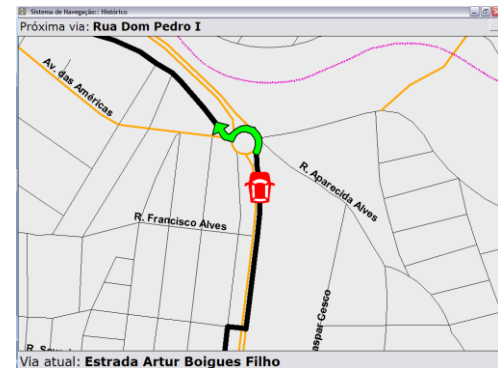 Sistema de Navegação:: Histórico
Próxima via: Rua Dom Pedro I
Av. das Américas
R. Aparecida Alves
R. Francisco Alves
aspar Cesco
Via atual: Estrada Artur Boigues Filho